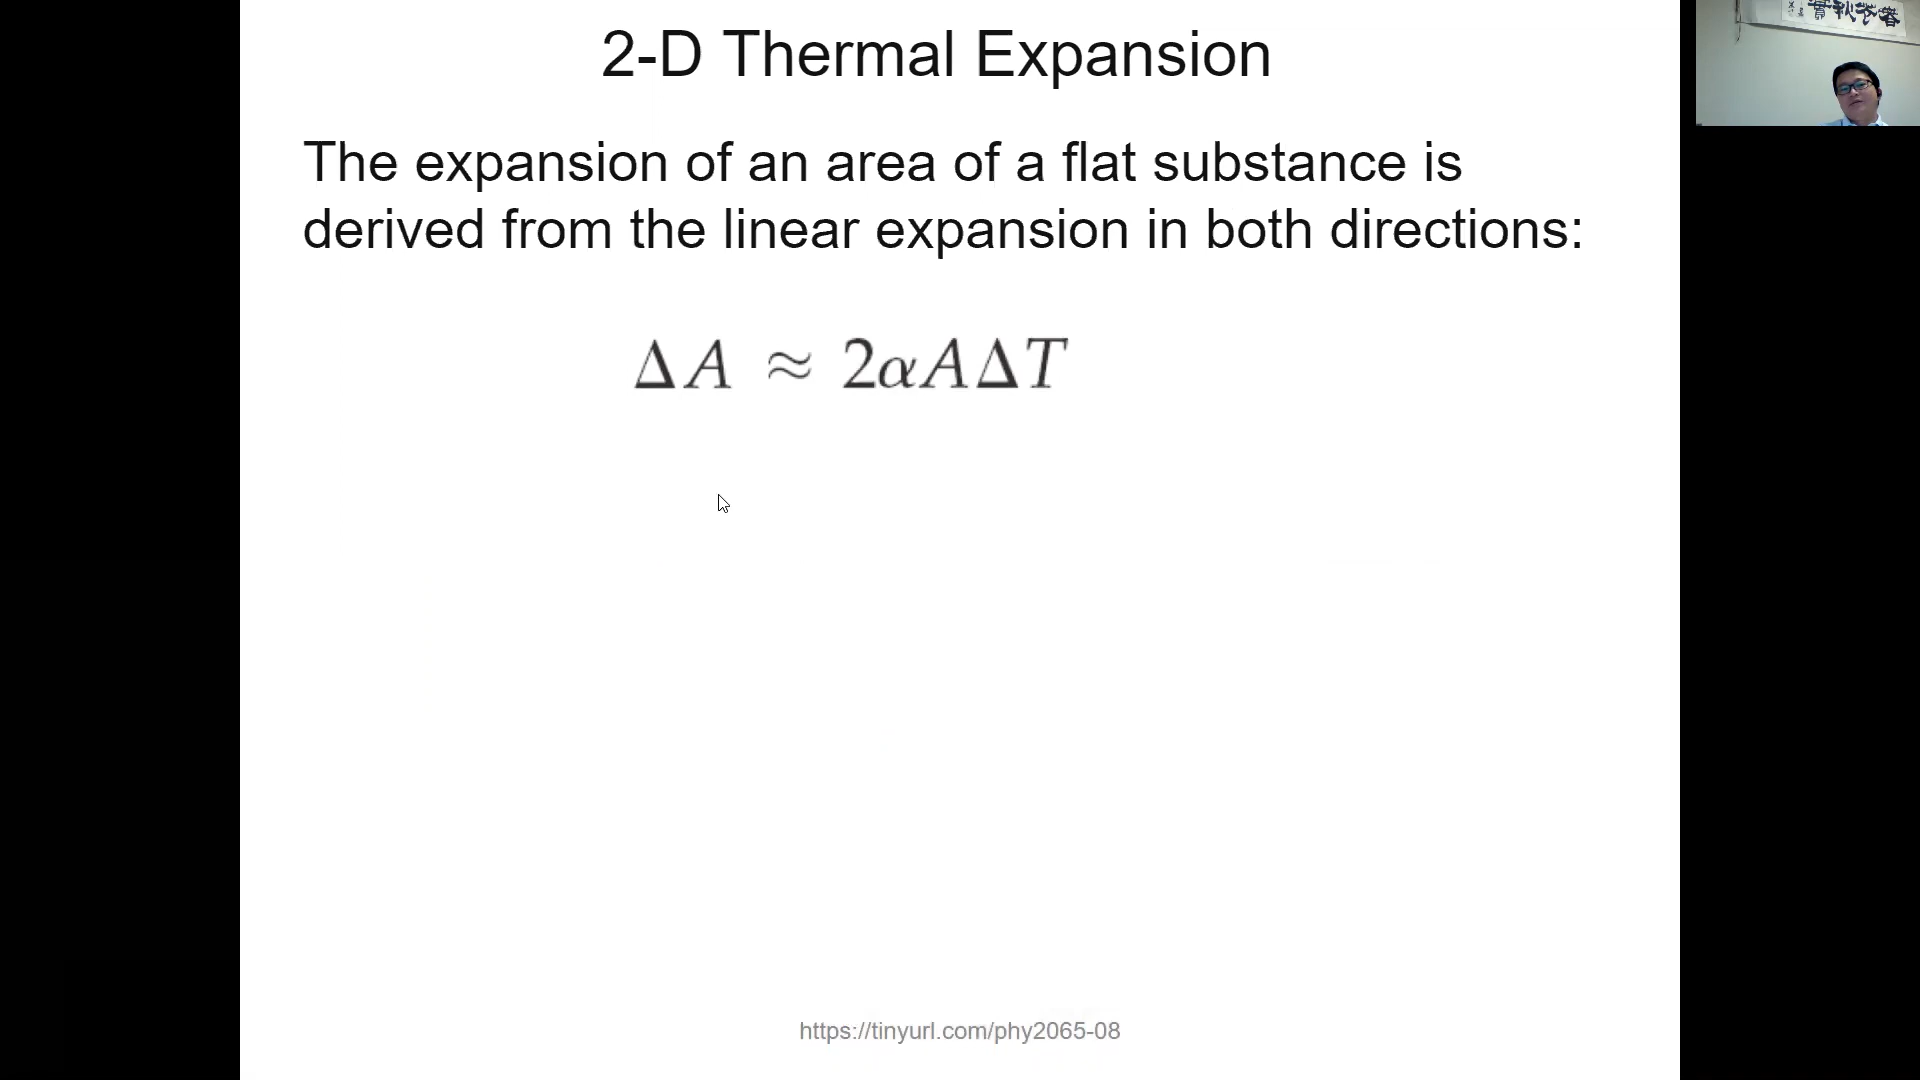 2-D Thermal Expansion
The expansion of an area of a flat substance is
derived from the linear expansion in both directions:
ΔA ≈ 2αAΔT
https://tinyurl.com/phy2065-08